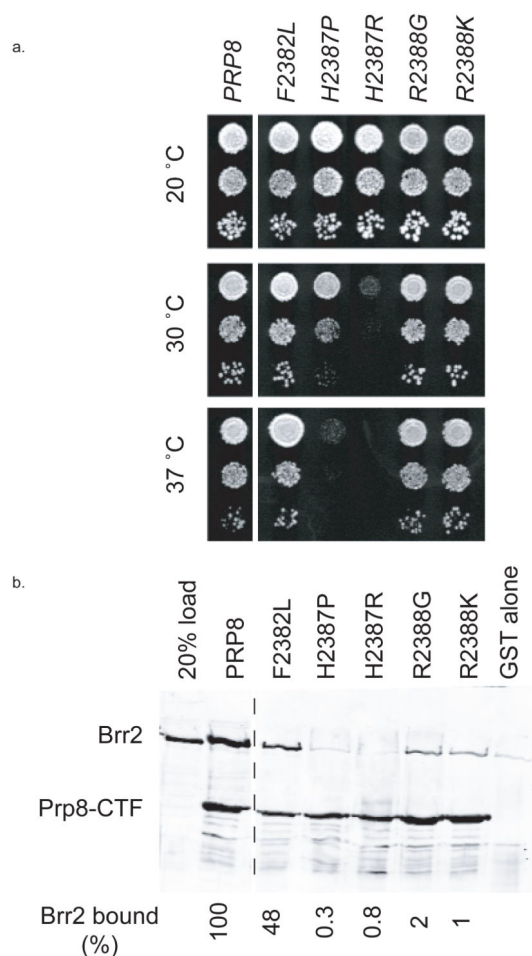 a.
PRP8
F2382L
H2387P
H2387R
R2388G
R2388K
20 °C
30 °C
37 °C
b.
20% load
PRP8
F2382L
H2387P
H2387R
R2388G
R2388K
GST alone
Brr2
Prp8-CTF
Brr2 bound
(%)
100
48
0.3
0.8
2
1